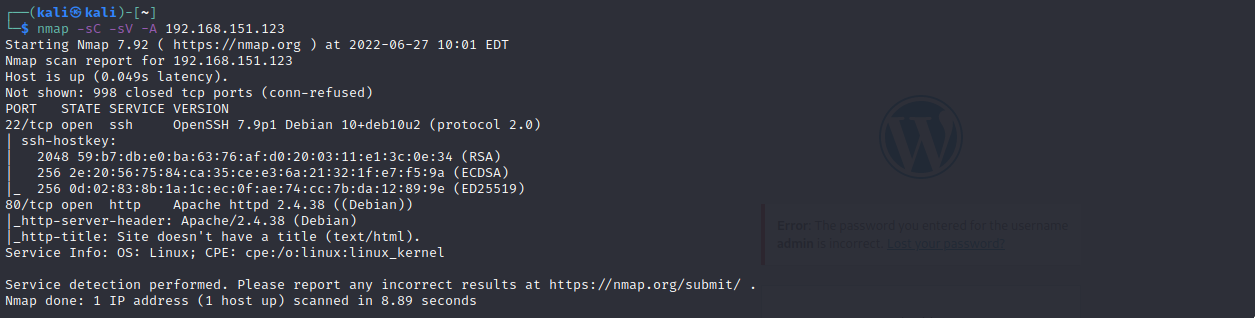 ┌──(kali㉿kali)-[~]
└─$ nmap -sC -sV -A 192.168.151.123
Starting Nmap 7.92 ( https://nmap.org ) at 2022-06-27 10:01 EDT
Nmap scan report for 192.168.151.123
Host is up (0.049s latency).
Not shown: 998 closed tcp ports (conn-refused)
PORT   STATE SERVICE VERSION
22/tcp open  ssh     OpenSSH 7.9p1 Debian 10+deb10u2 (protocol 2.0)
| ssh-hostkey:
|   2048 59:b7:db:e0:ba:63:76:af:d0:20:03:11:e1:3c:0e:34 (RSA)
|   256 2e:20:56:75:84:ca:35:ce:e3:6a:21:32:1f:e7:f5:9a (ECDSA)
|_  256 0d:02:83:8b:1a:1c:ec:0f:ae:74:cc:7b:da:12:89:9e (ED25519)
80/tcp open  http    Apache httpd 2.4.38 ((Debian))
|_http-server-header: Apache/2.4.38 (Debian)
|_http-title: Site doesn't have a title (text/html).
Service Info: OS: Linux; CPE: cpe:/o:linux:linux_kernel
Service detection performed. Please report any incorrect results at https://nmap.org/submit/ .
Nmap done: 1 IP address (1 host up) scanned in 8.89 seconds
Error: The password you entered for the username
admin is incorrect. Lost your password?